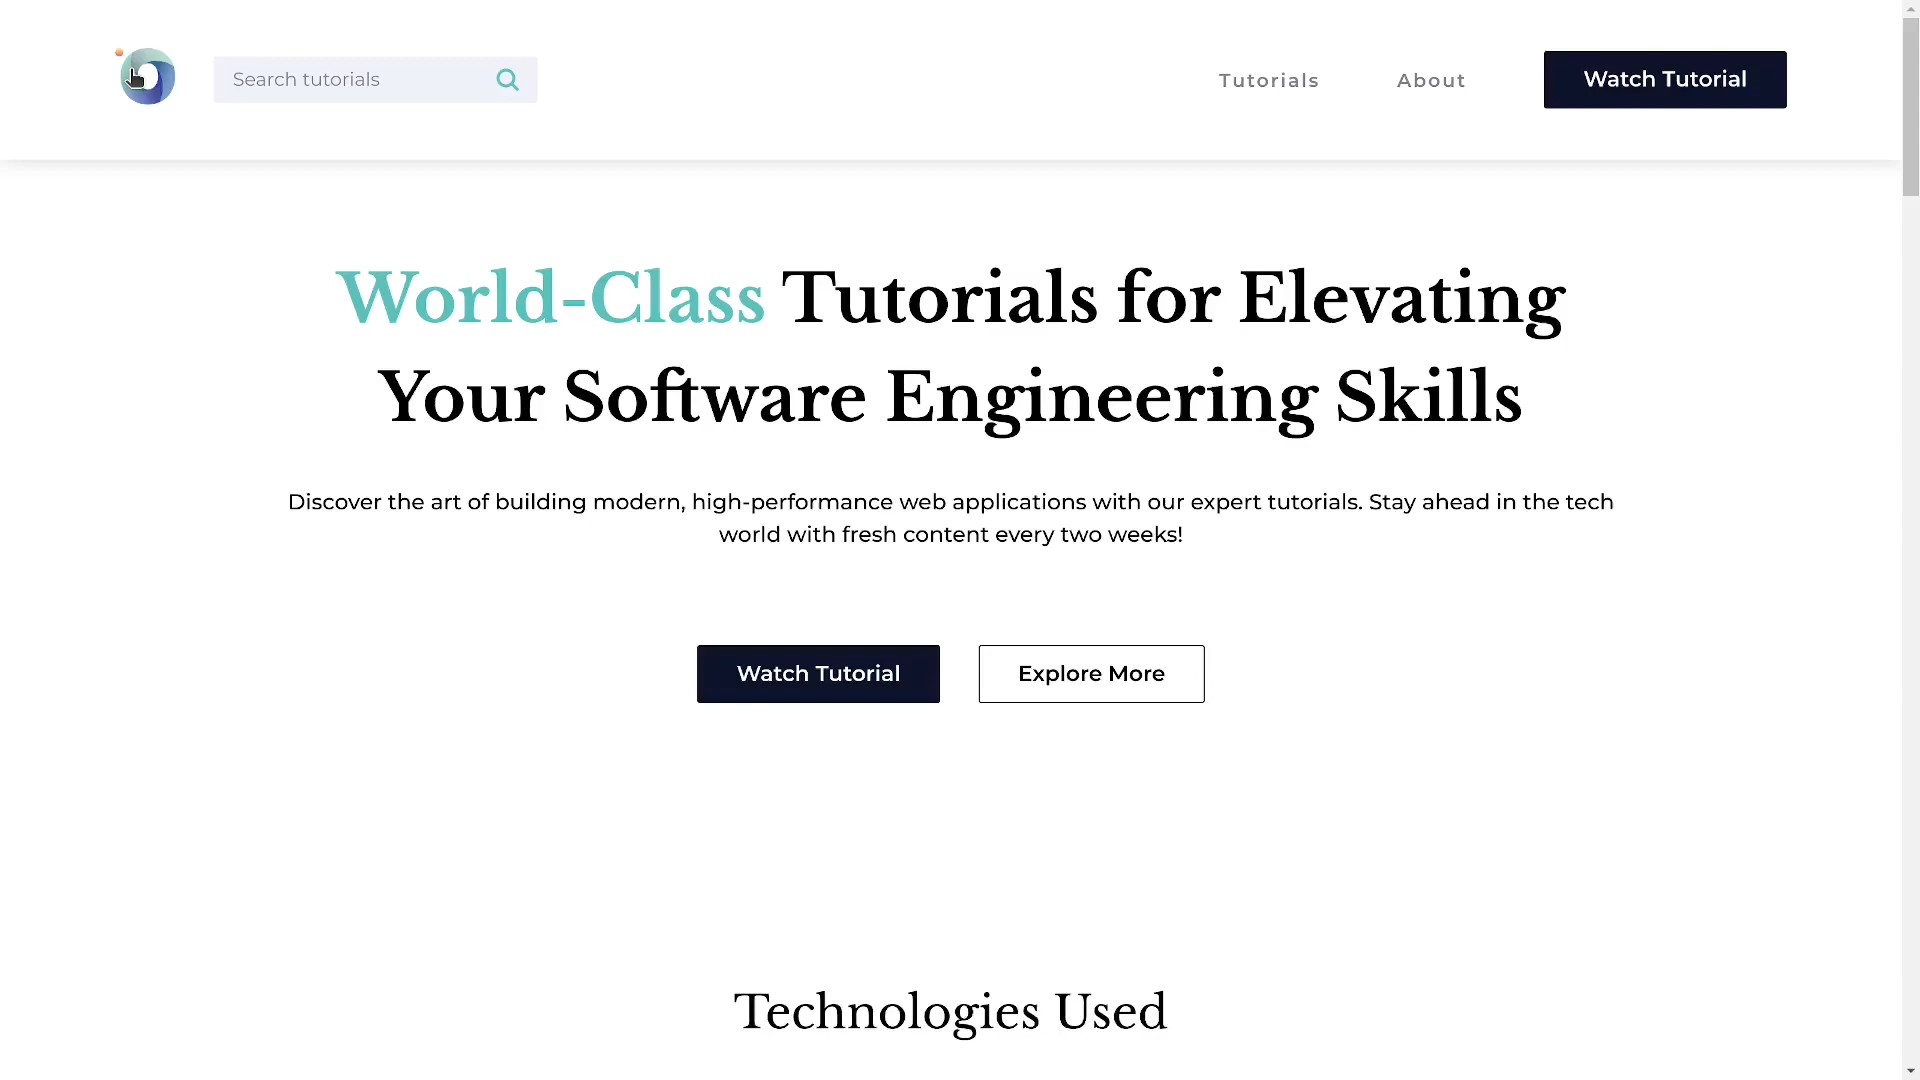 Search tutorials
Tutorials
About
Watch Tutorial
World-Class Tutorials for Elevating
Your Software Engineering Skills
Discover the art of building modern, high-performance web applications with our expert tutorials. Stay ahead in the tech
world with fresh content every two weeks!
Watch Tutorial
Explore More
Technologies Used